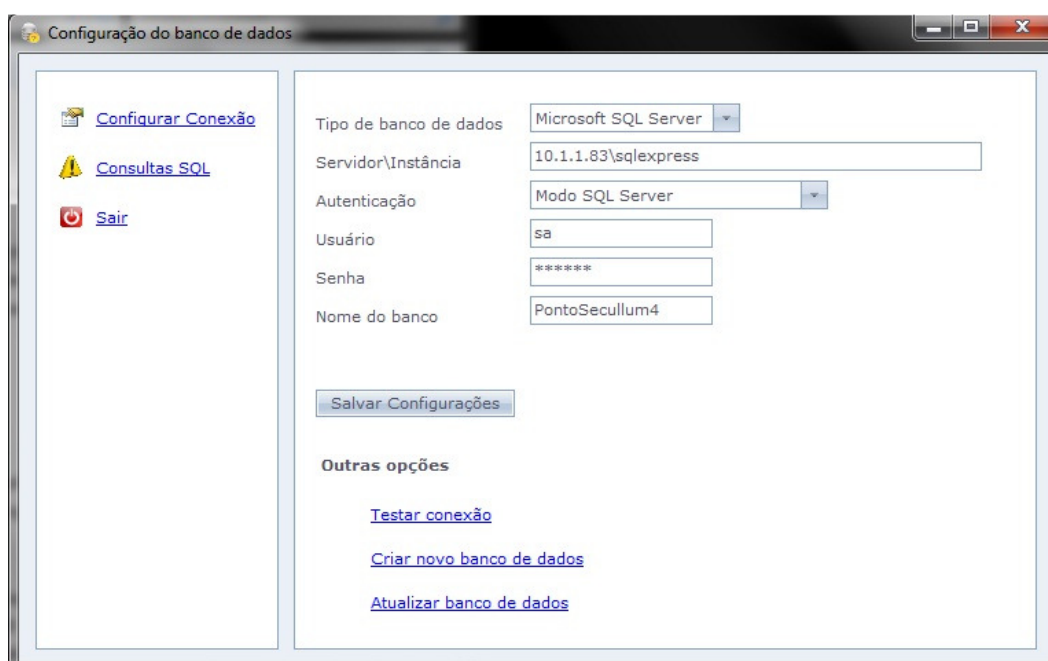 Configuração do banco de dados
Configurar Conexão
Consultas SQL
Sair
Tipo de banco de dados Microsoft SQL Server
Servidor\Instância 10.1.1.83\sqlexpress
Autenticação Modo SQL Server
Usuário sa
Senha ******
Nome do banco PontoSecullum4
Salvar Configurações
Outras opções
Testar conexão
Criar novo banco de dados
Atualizar banco de dados